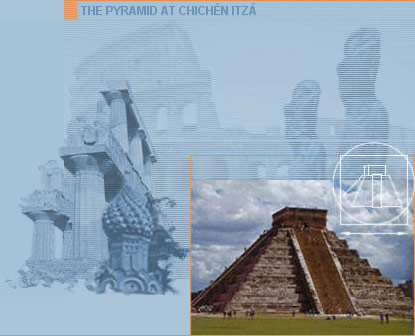 THE PYRAMID AT CHICHÉN ITZÁ